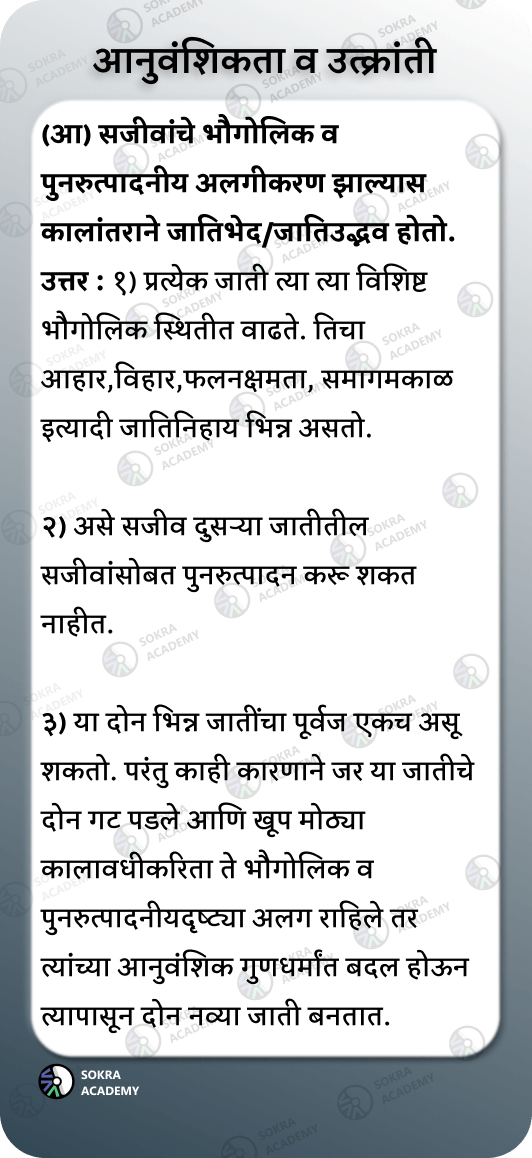 आनुवंशिकता व उत्क्रांती
(आ) सजीवांचे भौगोलिक व
पुनरुत्पादनीय अलगीकरण झाल्यास
कालांतराने जातिभेद/जातिउद्भव होतो.
उत्तर : १) प्रत्येक जाती त्या त्या विशिष्ट
भौगोलिक स्थितीत वाढते. तिचा
आहार,विहार,फलनक्षमता, समागमकाळ
इत्यादी जातिनिहाय भिन्न असतो.
२) असे सजीव दुसऱ्या जातीतील
सजीवांसोबत पुनरुत्पादन करू शकत
नाहीत.
३) या दोन भिन्न जातींचा पूर्वज एकच असू
शकतो. परंतु काही कारणाने जर या जातीचे
दोन गट पडले आणि खूप मोठ्या
कालावधीकरिता ते भौगोलिक व
पुनरुत्पादनीयदृष्ट्या अलग राहिले तर
त्यांच्या आनुवंशिक गुणधर्मांत बदल होऊन
त्यापासून दोन नव्या जाती बनतात.
SOKRA
ACADEMY